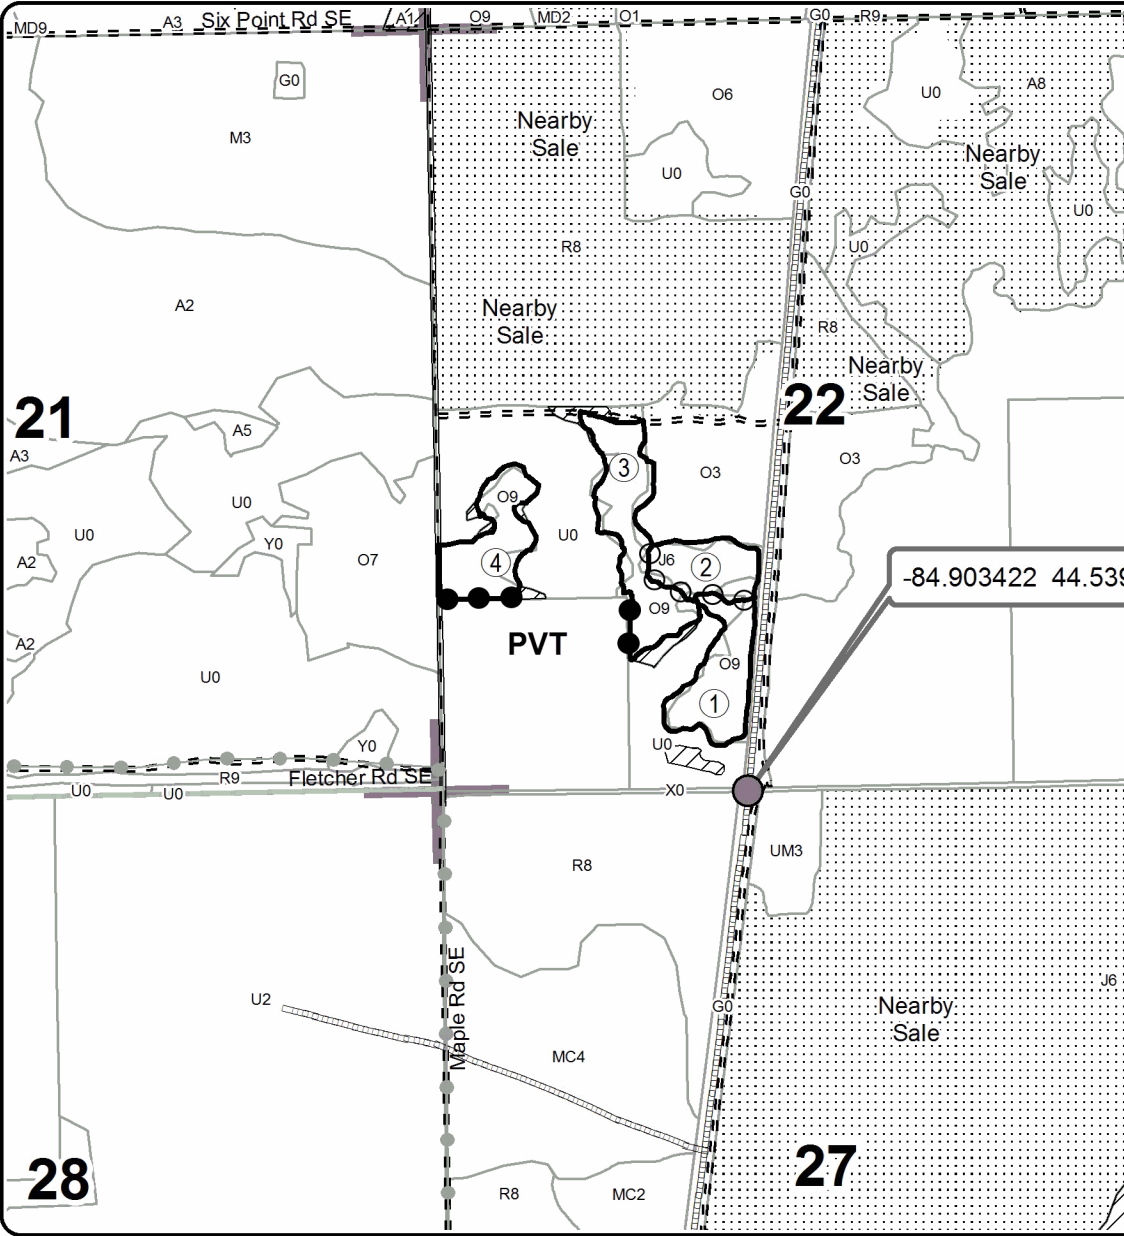 MD9
A3
Six Point Rd SE
A1
O9
MD2
O1
G0
R9
G0
M3
Nearby
Sale
O6
U0
U0
A8
Nearby
Sale
G0
U0
U0
R8
A2
Nearby
Sale
R8
Nearby
Sale
21
22
A5
A3
U0
U0
Y0
A2
O7
O9
3
O3
O3
U0
4
J6
2
-84.903422 44.539
O9
PVT
A2
U0
O9
1
Y0
U0
R9
Fletcher Rd SE
U0
U0
X0
R8
UM3
U2
Maple Rd SE
G0
Nearby
Sale
J6
MC4
28
27
R8
MC2